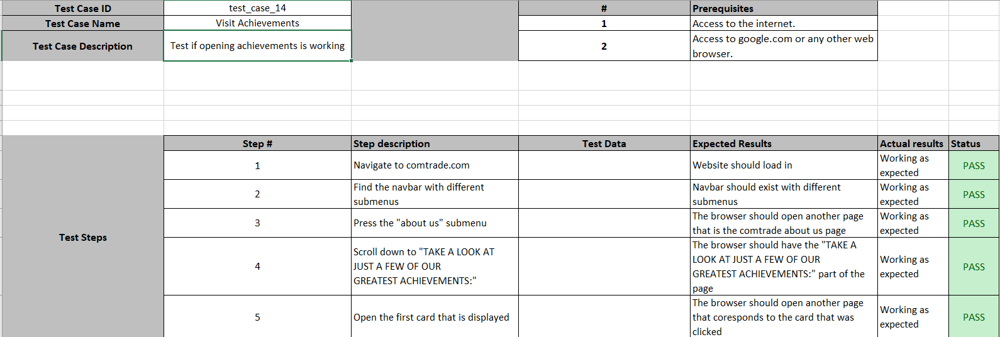 Test Case ID
test_case_14
#
Prerequisites
Test Case Name
Visit Achievements
1
Access to the internet.
Test Case Description
Test if opening achievements is working
2
Access to google.com or any other web
browser.
Step #
Step description
Test Data
Expected Results
Actual results
Status
Test Steps
1
Navigate to comtrade.com
Website should load in
Working as
expected
PASS
2
Find the navbar with different
submenus
Navbar should exist with different
submenus
Working as
expected
PASS
3
Press the "about us" submenu
The browser should open another page
that is the comtrade about us page
Working as
expected
PASS
4
Scroll down to "TAKE A LOOK AT
JUST A FEW OF OUR
GREATEST ACHIEVEMENTS:"
The browser should have the "TAKE A
LOOK AT JUST A FEW OF OUR
GREATEST ACHIEVEMENTS:" part of the
page
Working as
expected
PASS
5
Open the first card that is displayed
The browser should open another page
that coresponds to the card that was
clicked
Working as
expected
PASS